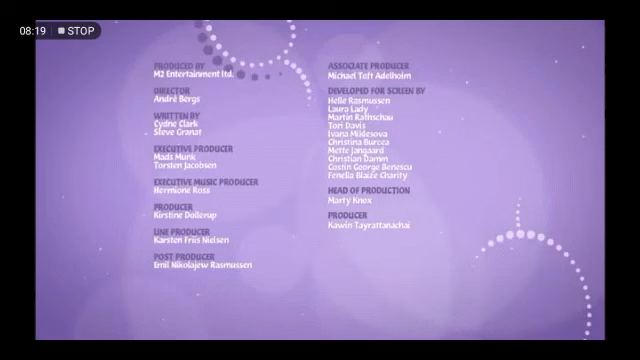 08:19
STOP
PRODUCED BY
M2 Entertainment ltd.
DIRECTOR
André Bergs
WRITTEN BY
Cydne Clark
Steve Granat
EXECUTIVE PRODUCER
Mads Munk
Torsten Jacobsen
EXECUTIVE MUSIC PRODUCER
Hermione Ross
PRODUCER
Kirstine Dollerup
LINE PRODUCER
Karsten Friis Nielsen
POST PRODUCER
Emil Nikolajew Rasmussen
ASSOCIATE PRODUCER
Michael Toft Adelholm
DEVELOPED FOR SCREEN BY
Helle Rasmussen
Laura Lady
Martin Rathschau
Tori Davis
Ivana Miklesova
Christina Burcea
Mette Jangaard
Christian Damm
Costin George Benescu
Fenella Blaize Charity
HEAD OF PRODUCTION
Marty Knox
PRODUCER
Kawin Tayrattanachai